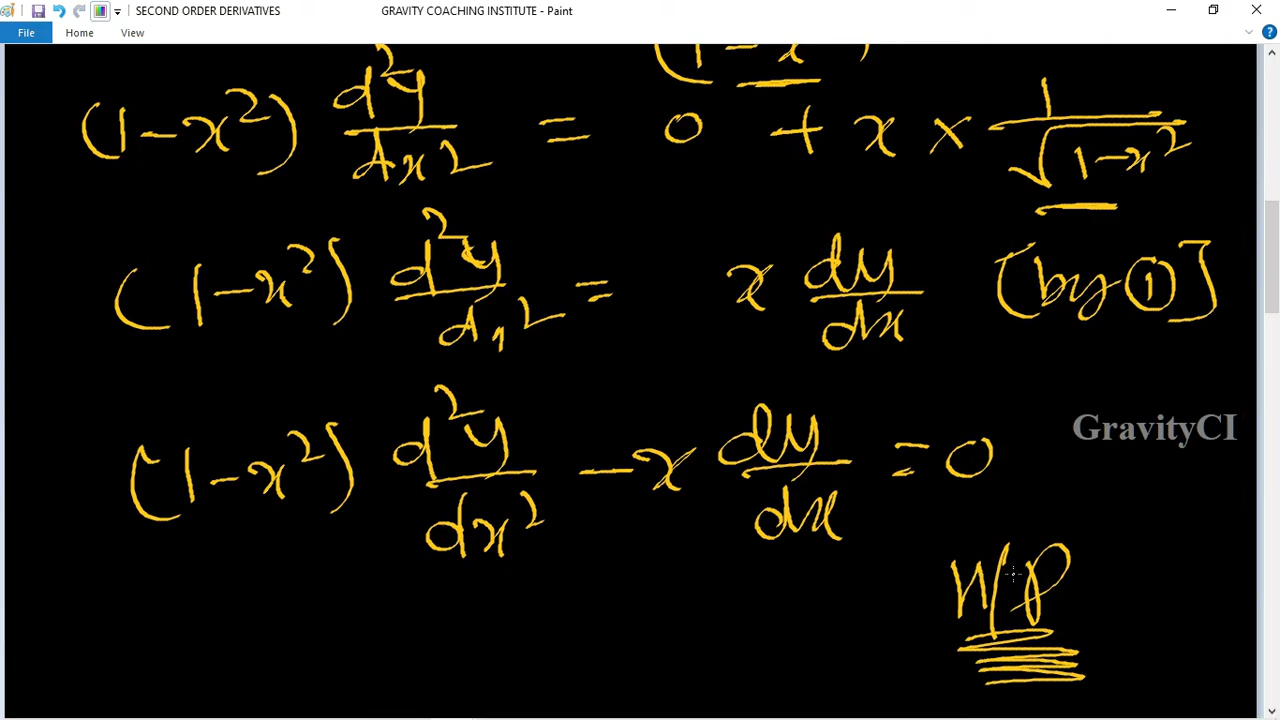 SECOND ORDER DERIVATIVES GRAVITY COACHING INSTITUTE - Paint
File Home View
(1-x²) d²y/dx² = 0 + x × 1/√(1-x²)
(1-x²) d²y/dx² = x dy/dx (by ①]
GravityCI
(1-x²) d²y/dx² - x dy/dx = 0